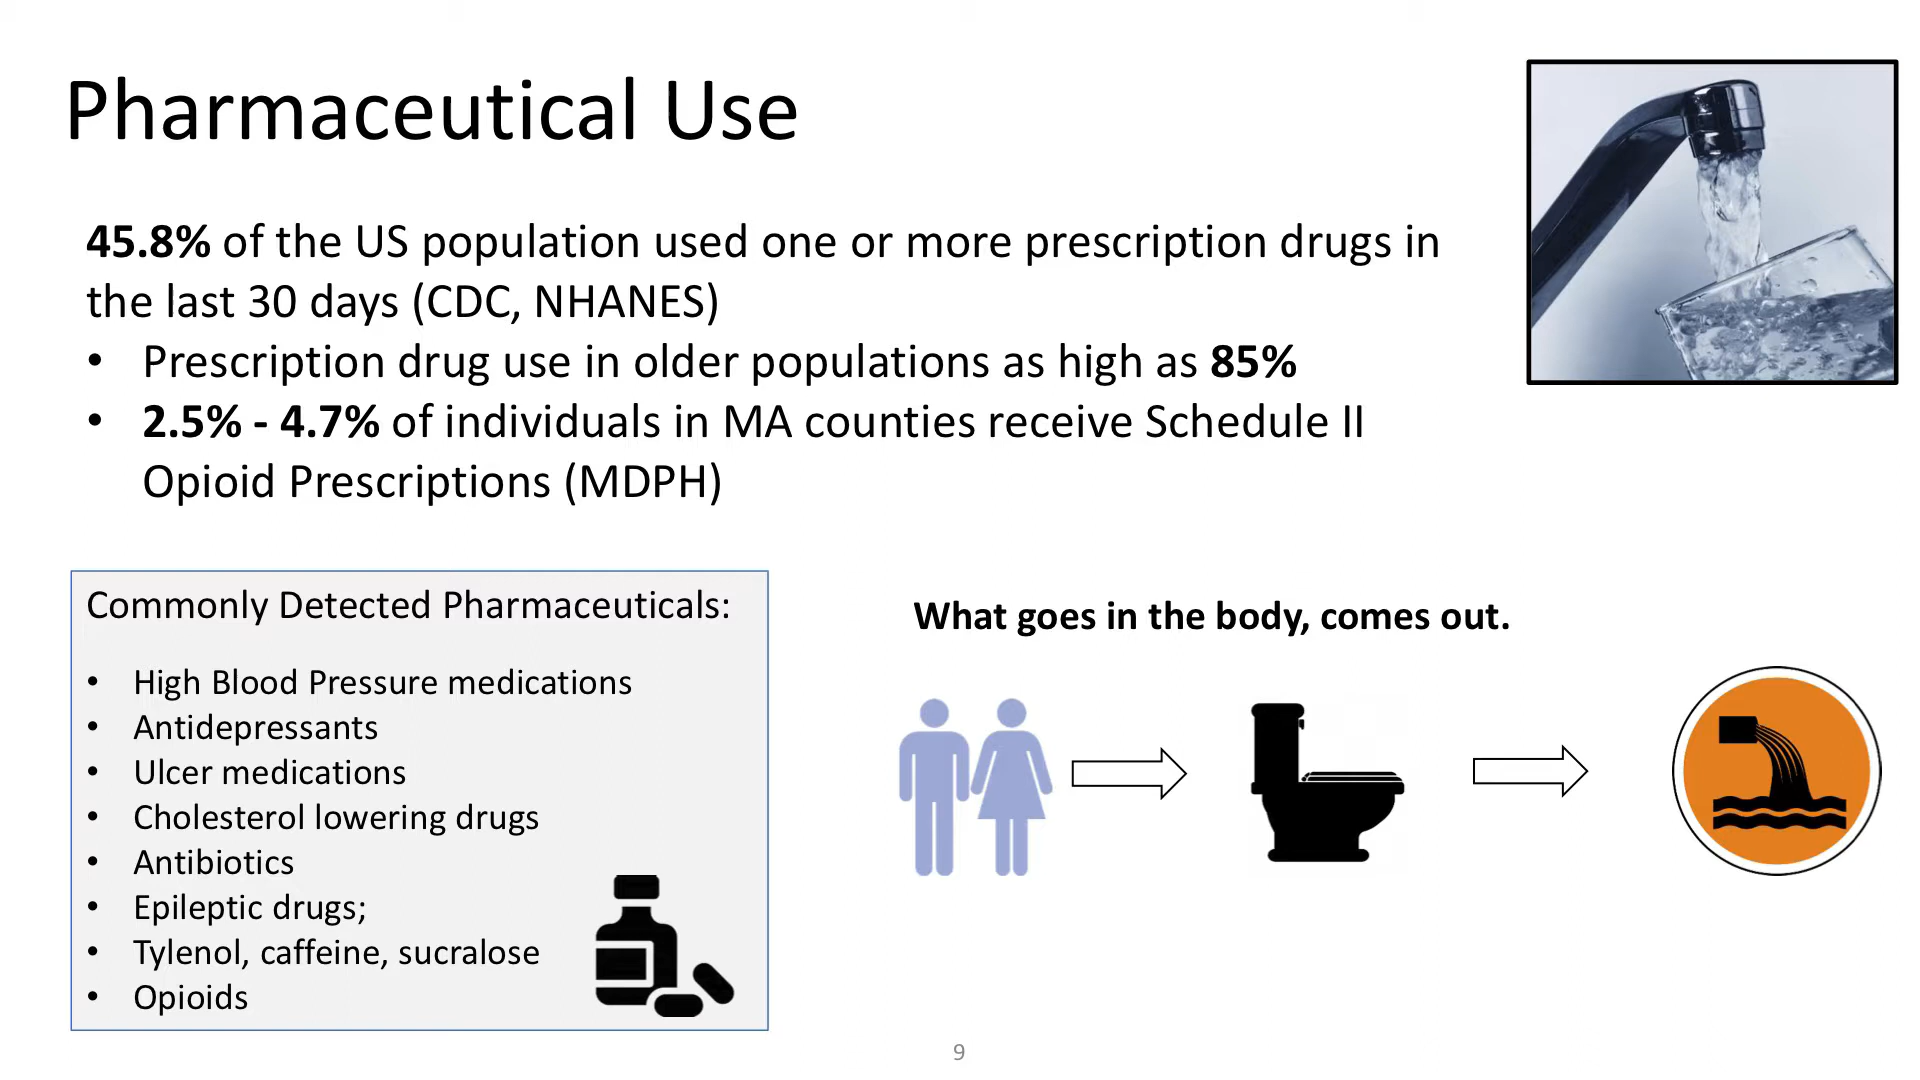 Pharmaceutical Use
45.8% of the US population used one or more prescription drugs in
the last 30 days (CDC, NHANES)
• Prescription drug use in older populations as high as 85%
• 2.5% - 4.7% of individuals in MA counties receive Schedule II
Opioid Prescriptions (MDPH)
Commonly Detected Pharmaceuticals:
• High Blood Pressure medications
• Antidepressants
• Ulcer medications
• Cholesterol lowering drugs
• Antibiotics
• Epileptic drugs;
• Tylenol, caffeine, sucralose
• Opioids
What goes in the body, comes out.
9